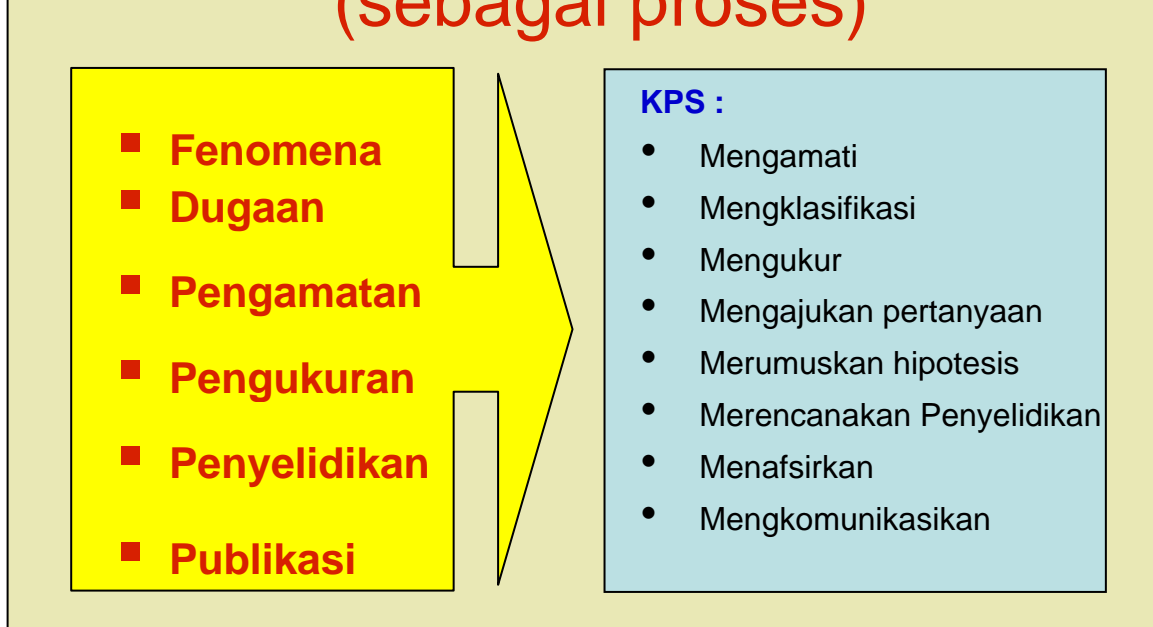 (sebagai proses)
Fenomena
Dugaan
Pengamatan
Pengukuran
Penyelidikan
Publikasi
KPS :
Mengamati
Mengklasifikasi
Mengukur
Mengajukan pertanyaan
Merumuskan hipotesis
Merencanakan Penyelidikan
Menafsirkan
Mengkomunikasikan